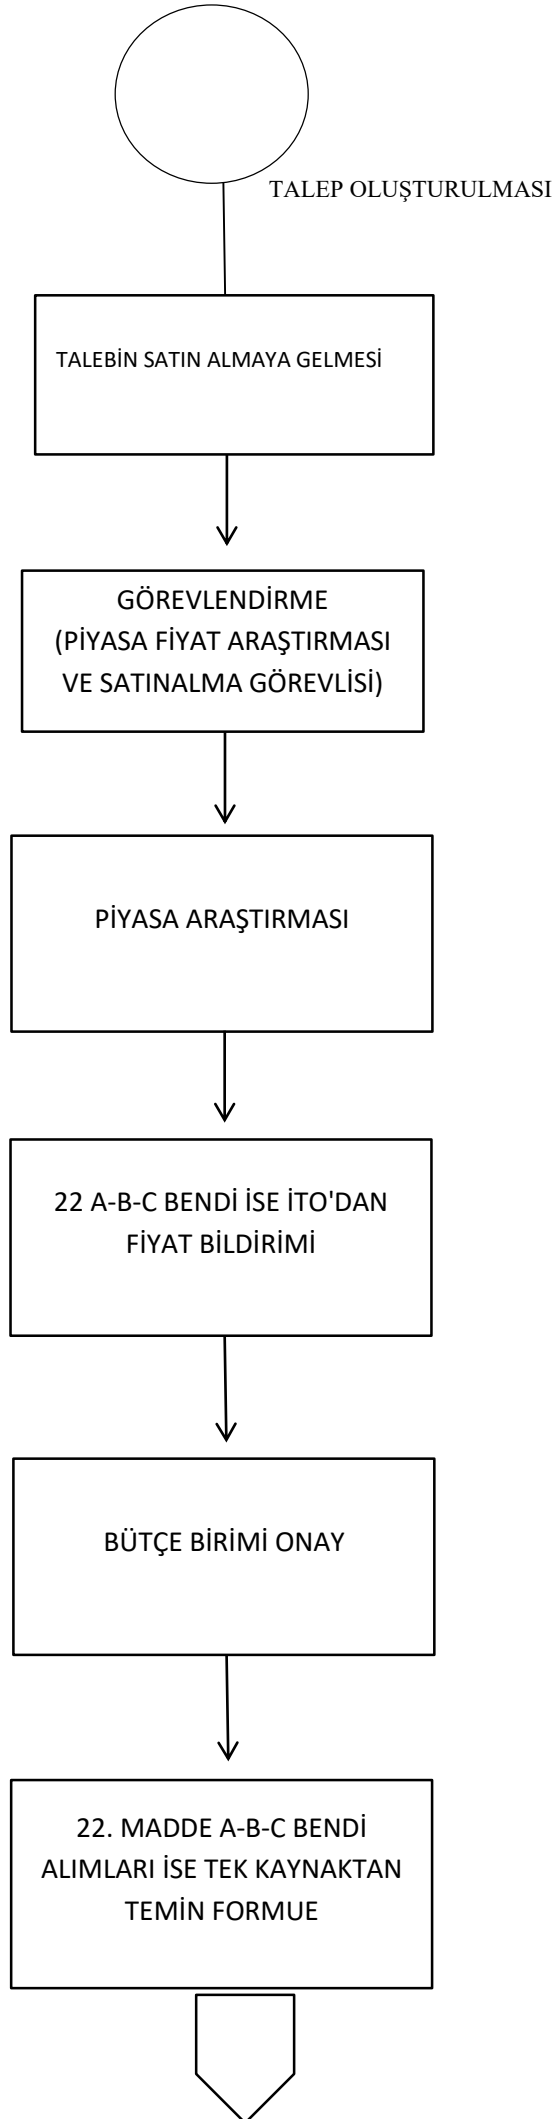 TALEP OLUŞTURULMASI
TALEBİN SATIN ALMAYA GELMESİ
GÖREVLENDİRME
(PİYASA FİYAT ARAŞTIRMASI
VE SATINALMA GÖREVLİSİ)
PİYASA ARAŞTIRMASI
22 A-B-C BENDİ İSE İTO'DAN
FİYAT BİLDİRİMİ
BÜTÇE BİRİMİ ONAY
22. MADDE A-B-C BENDİ
ALIMLARI İSE TEK KAYNAKTAN
TEMİN FORMUE